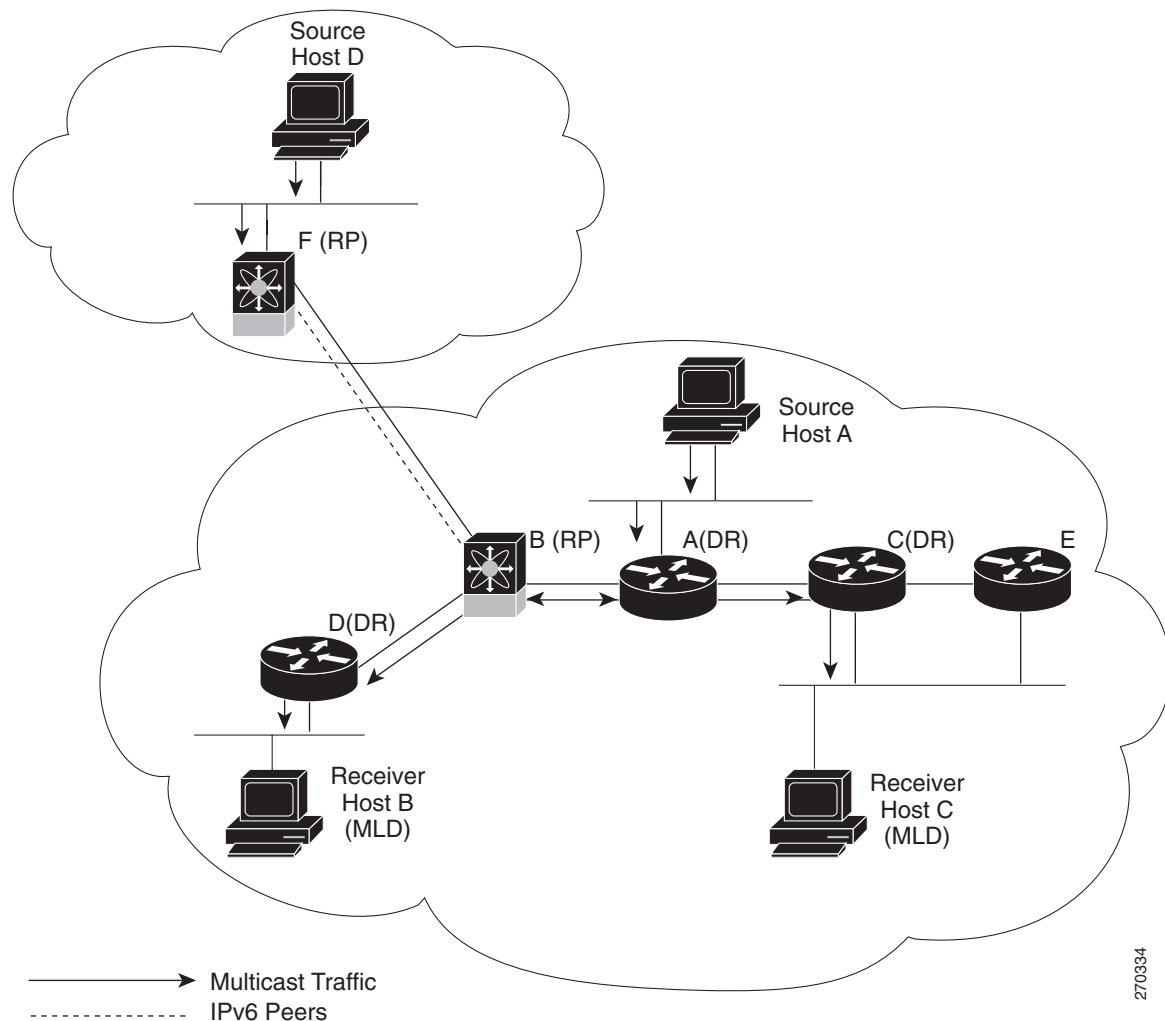 Source
Host D
F (RP)
Source
Host A
B (RP)
A(DR)
C(DR)
E
D(DR)
Receiver
Host B
(MLD)
Receiver
Host C
(MLD)
Multicast Traffic
IPv6 Peers
270334